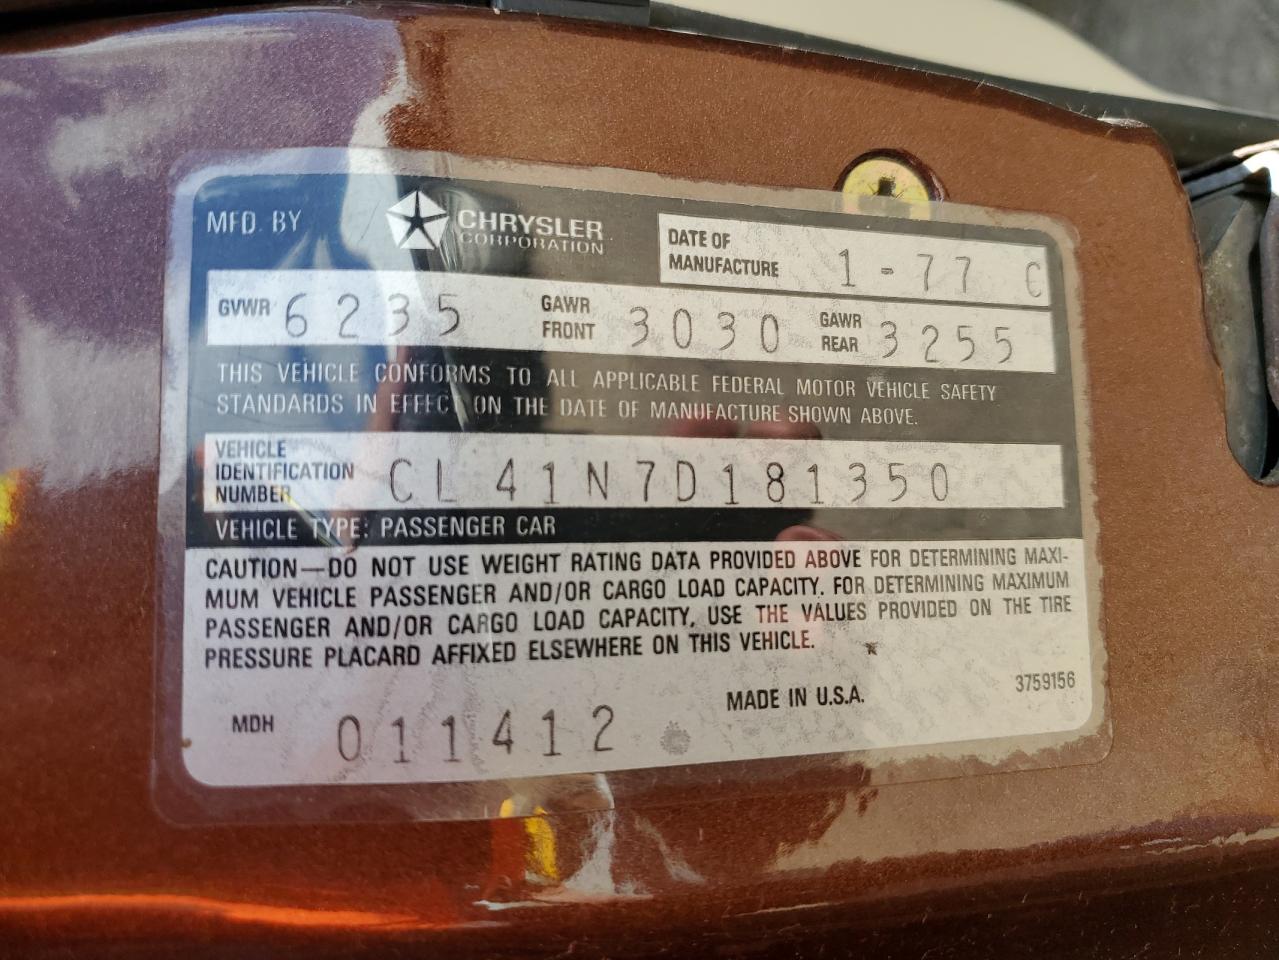 MFD. BY CHRYSLER CORPORATION
DATE OF MANUFACTURE 1-77 C
GVWR 6235 GAWR FRONT 3030 GAWR REAR 3255
THIS VEHICLE CONFORMS TO ALL APPLICABLE FEDERAL MOTOR VEHICLE SAFETY
STANDARDS IN EFFECT ON THE DATE OF MANUFACTURE SHOWN ABOVE.
VEHICLE IDENTIFICATION NUMBER CL41N7D181350
VEHICLE TYPE: PASSENGER CAR
CAUTION—DO NOT USE WEIGHT RATING DATA PROVIDED ABOVE FOR DETERMINING MAXI-
MUM VEHICLE PASSENGER AND/OR CARGO LOAD CAPACITY. FOR DETERMINING MAXIMUM
PASSENGER AND/OR CARGO LOAD CAPACITY, USE THE VALUES PROVIDED ON THE TIRE
PRESSURE PLACARD AFFIXED ELSEWHERE ON THIS VEHICLE.
MADE IN U.S.A. 3759156
MDH 011412